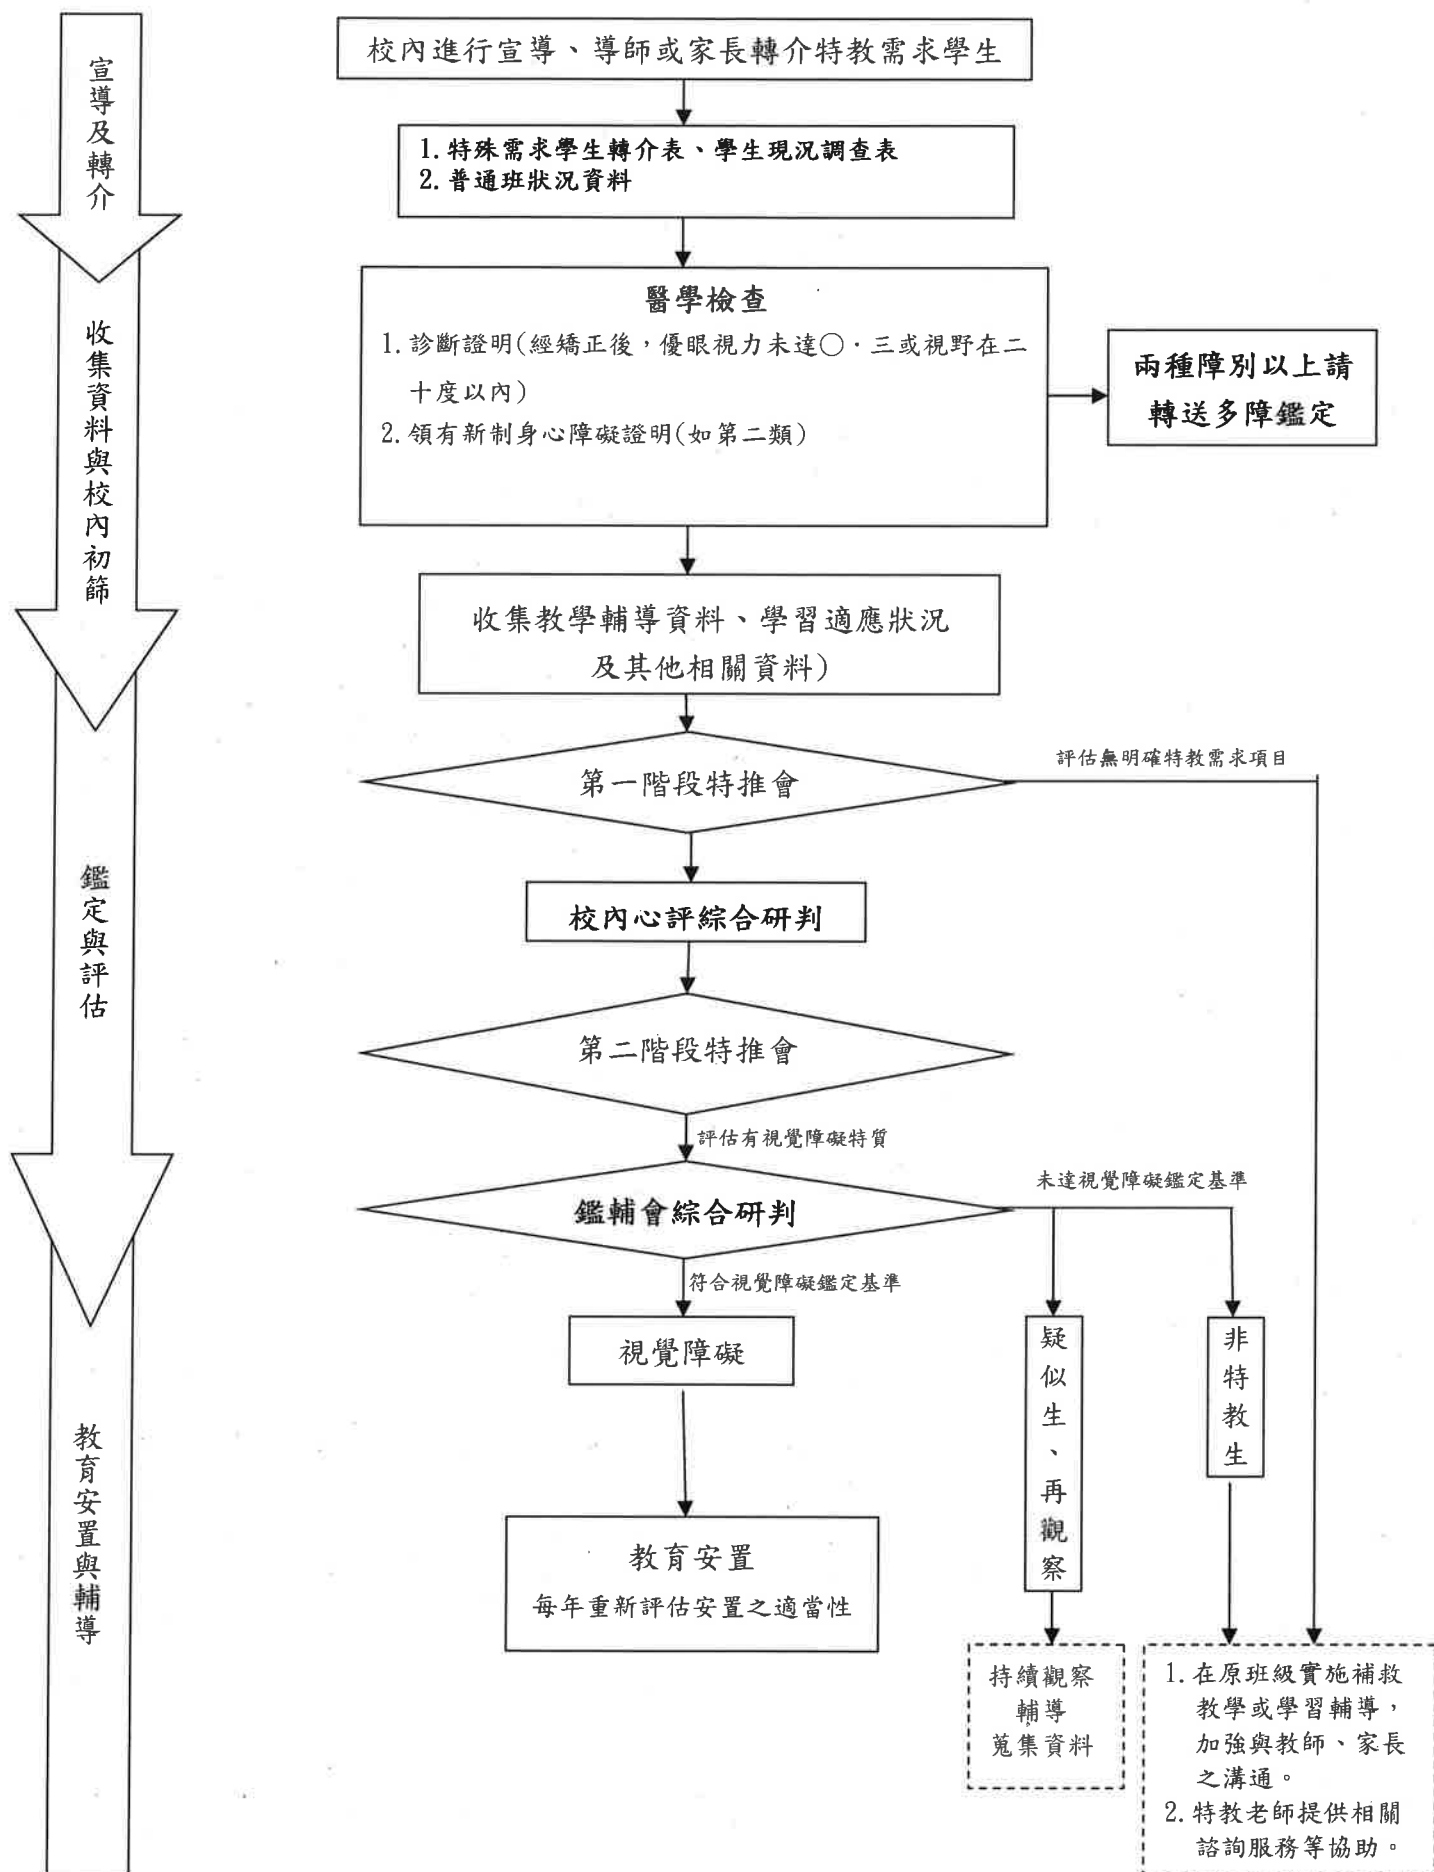 宣導及轉介
收集資料與校內初篩
鑑定與評估
教育安置與輔導
校內進行宣導、導師或家長轉介特教需求學生
1. 特殊需求學生轉介表、學生現況調查表
2. 普通班狀況資料
醫學檢查
1. 診斷證明(經矯正後，優眼視力未達○．三或視野在二
十度以內)
2. 領有新制身心障礙證明(如第二類)
兩種障別以上請
轉送多障鑑定
收集教學輔導資料、學習適應狀況
及其他相關資料)
第一階段特推會
評估無明確特教需求項目
校內心評綜合研判
第二階段特推會
評估有視覺障礙特質
鑑輔會綜合研判
未達視覺障礙鑑定基準
符合視覺障礙鑑定基準
視覺障礙
疑似生、再觀察
非特教生
教育安置
每年重新評估安置之適當性
持續觀察
輔導
蒐集資料
1. 在原班級實施補救
教學或學習輔導，
加強與教師、家長
之溝通。
2. 特教老師提供相關
諮詢服務等協助。